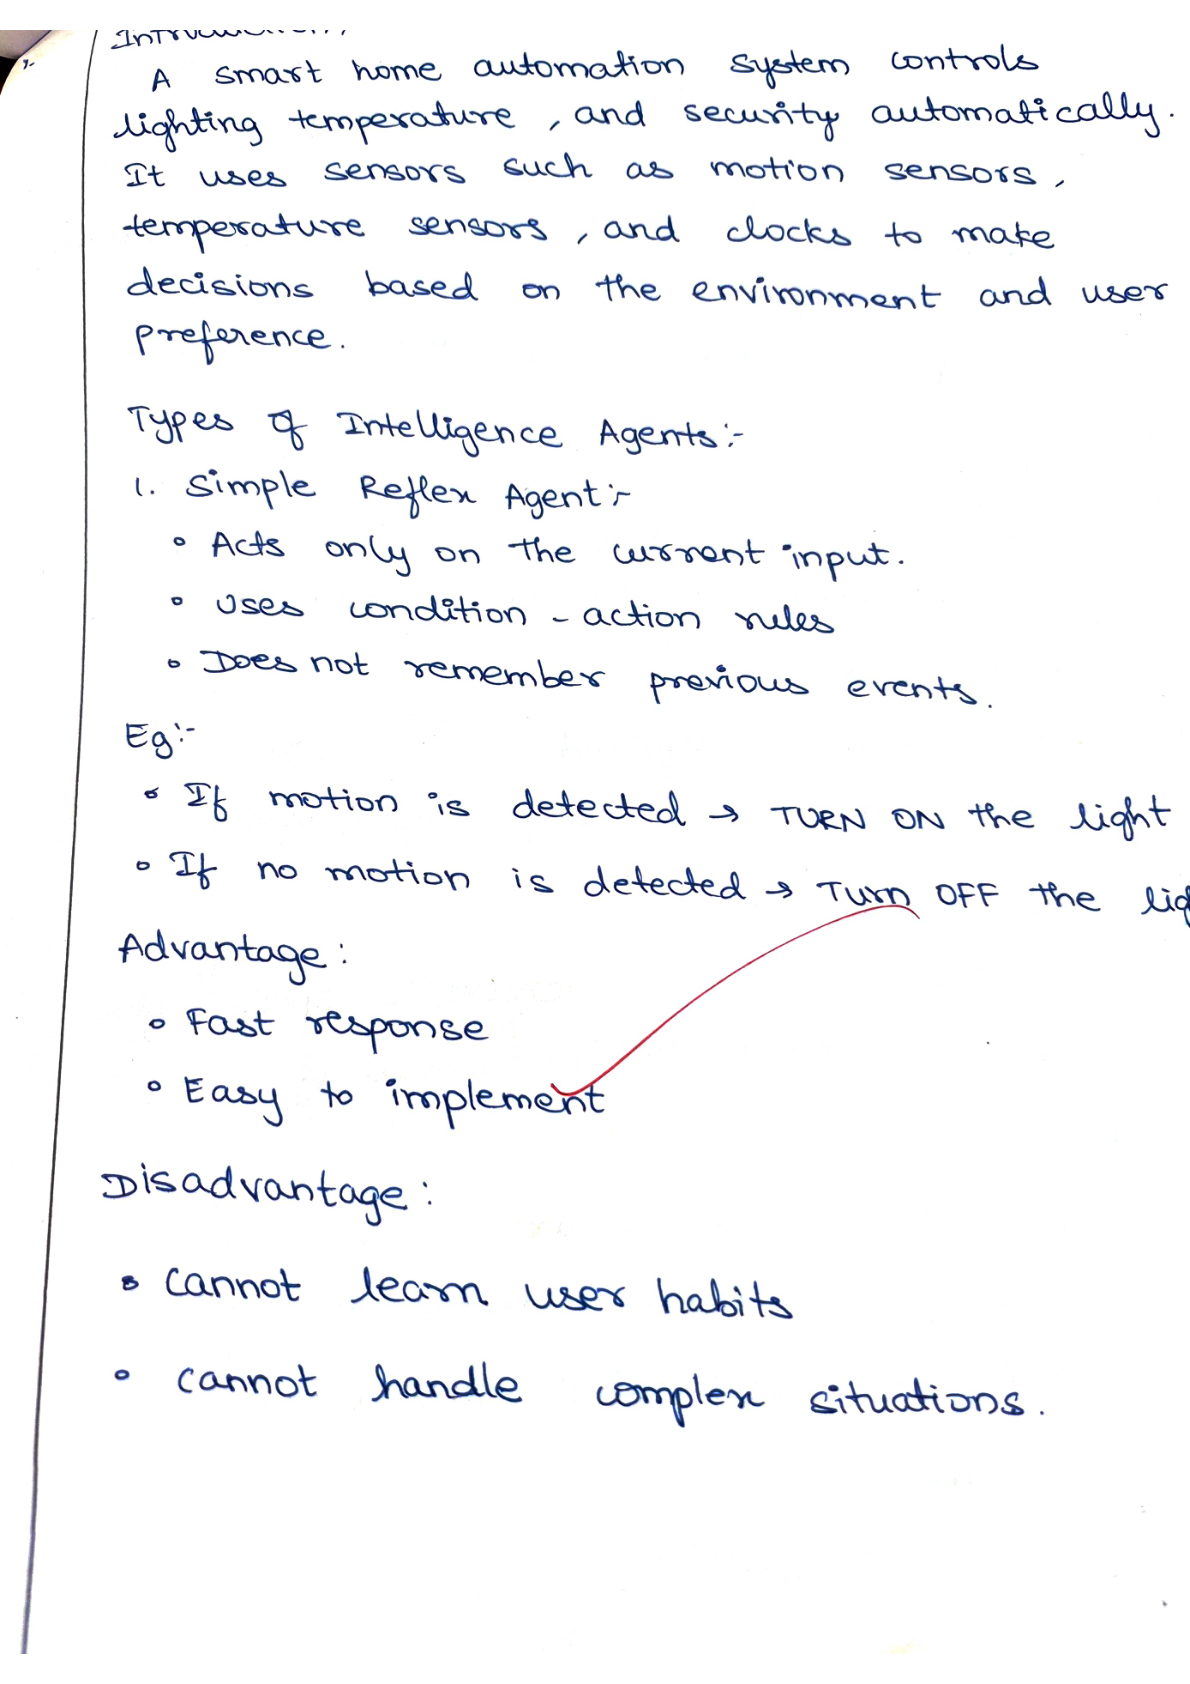 Introduction:
A smart home automation system controls
lighting temperature, and security automatically.
It uses sensors such as motion sensors,
temperature sensors, and clocks to make
decisions based on the environment and user
preference.
Types of Intelligence Agents:-
1. Simple Reflex Agent:-
• Acts only on the current input.
• Uses condition - action rules
• Does not remember previous events.
Eg:-
• If motion is detected → TURN ON the light
• If no motion is detected → Turn OFF the lig
Advantage:
• Fast response
• Easy to implement
Disadvantage:
• cannot learn user habits
• cannot handle complex situations.